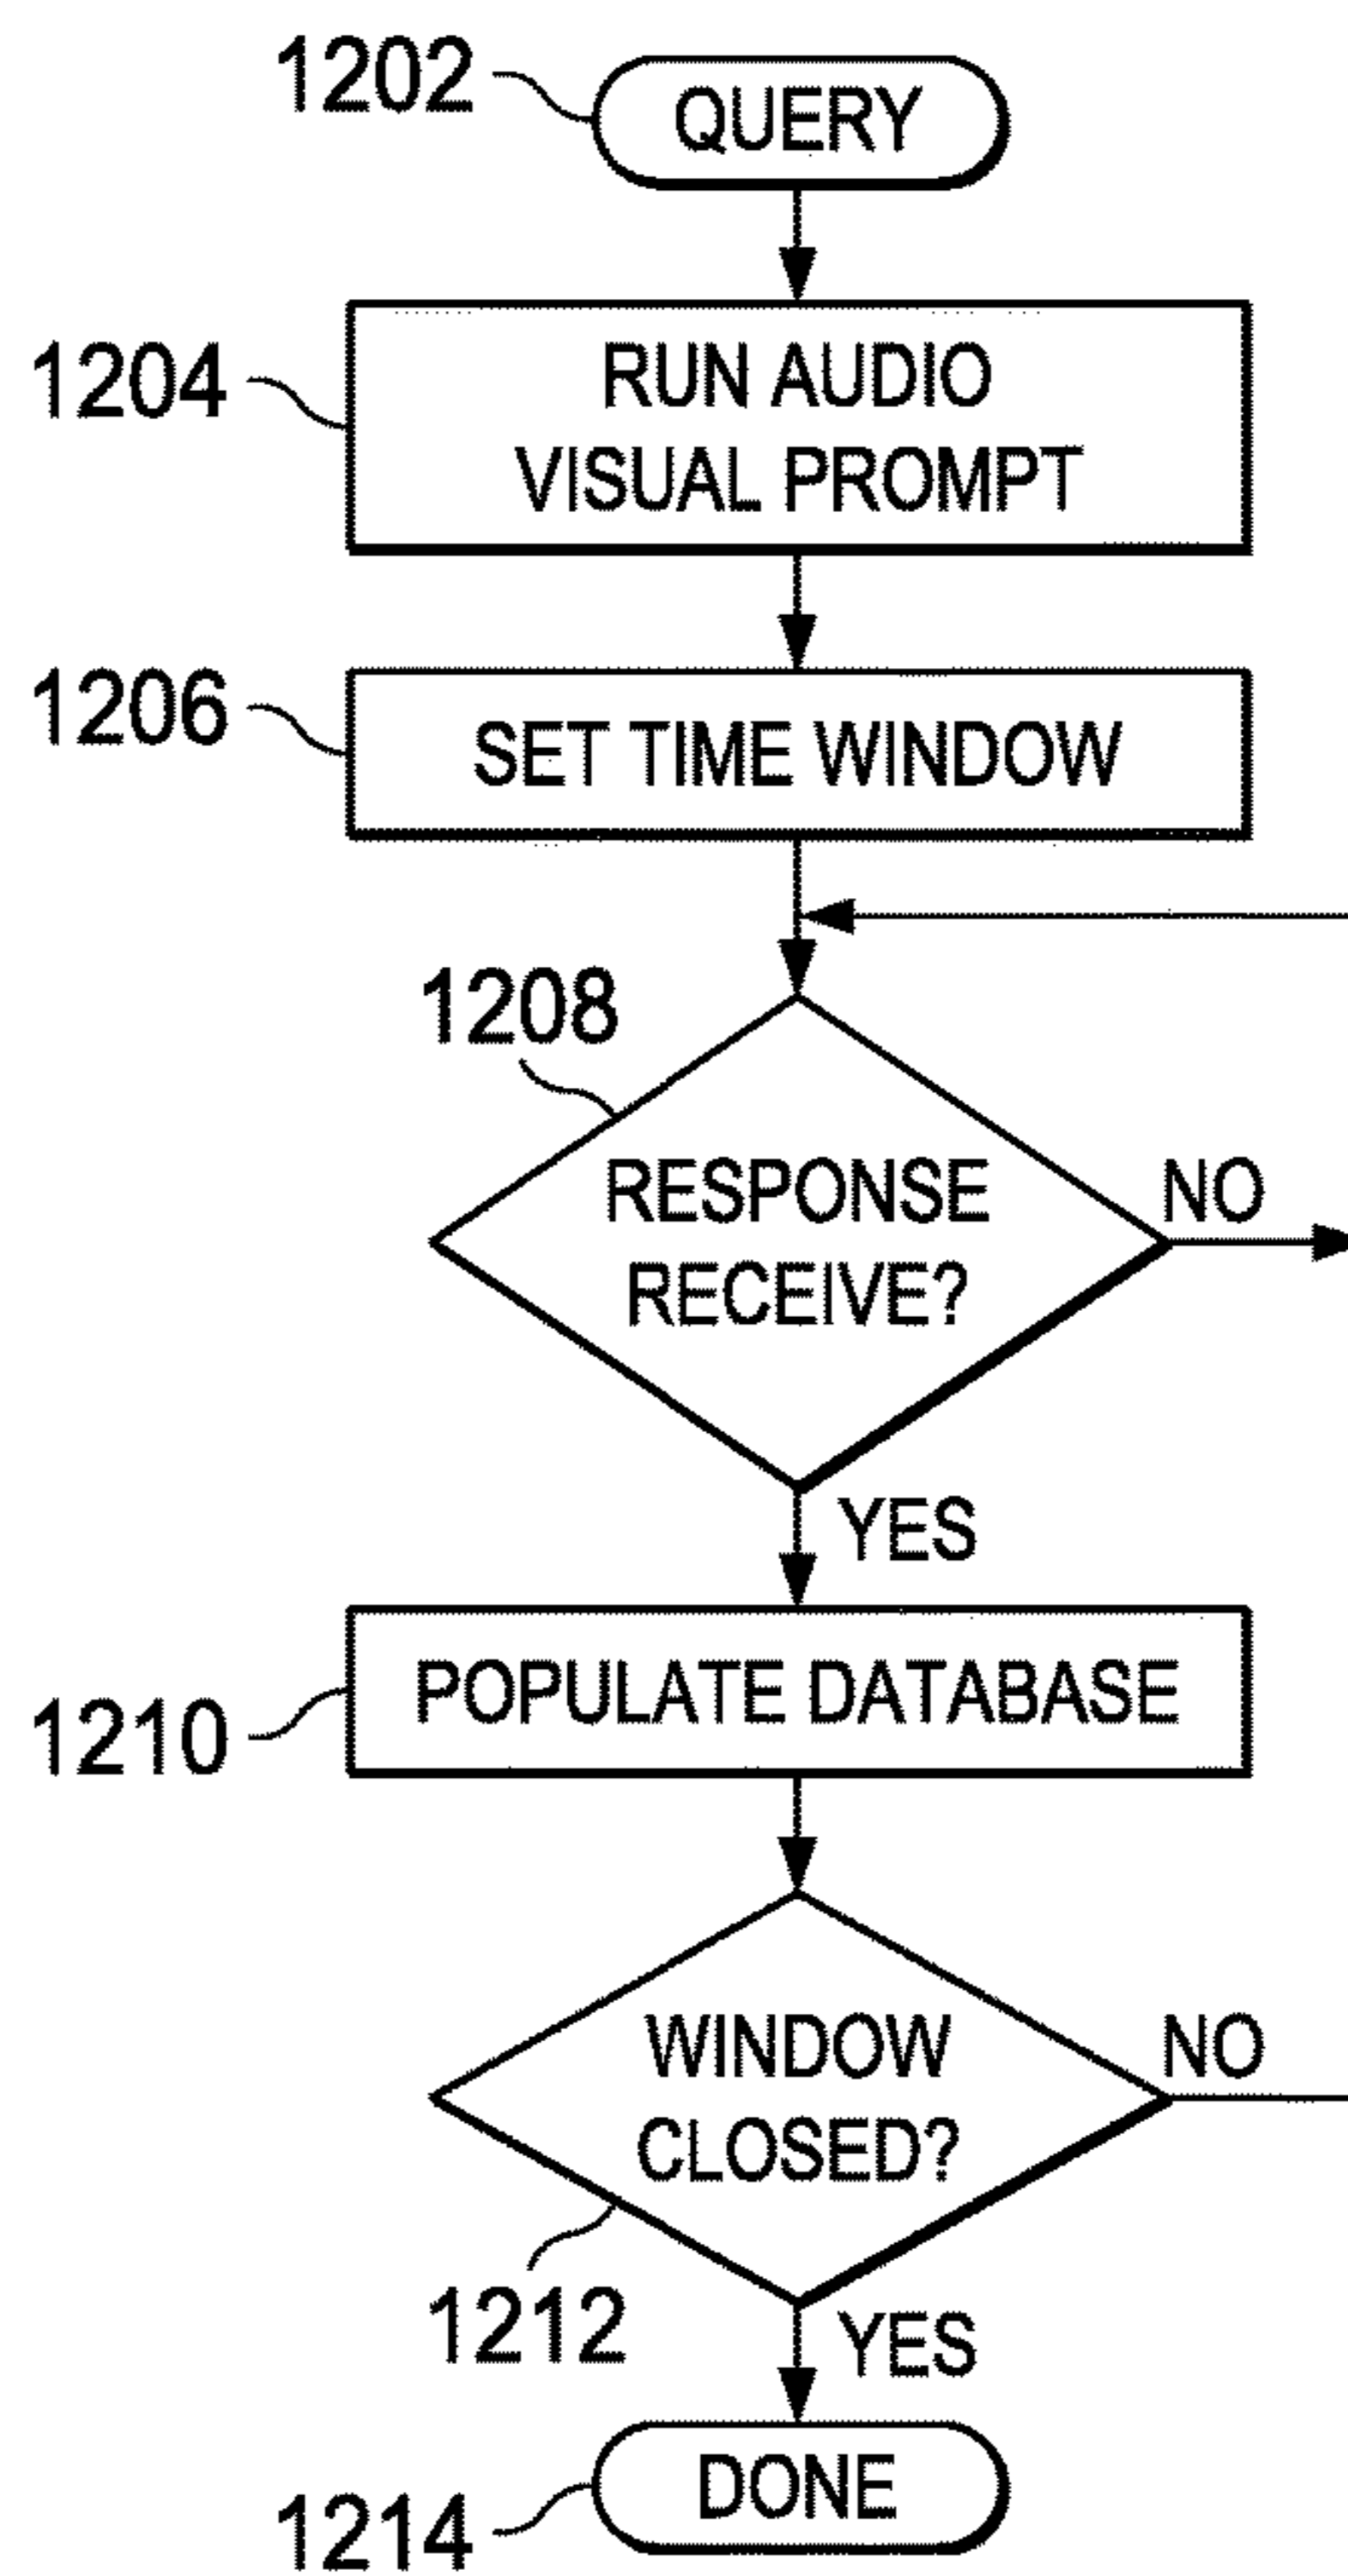 1202
QUERY
1204
RUN AUDIO
VISUAL PROMPT
1206
SET TIME WINDOW
1208
RESPONSE
RECEIVE?
NO
YES
1210
POPULATE DATABASE
WINDOW
CLOSED?
NO
1212
YES
DONE
1214